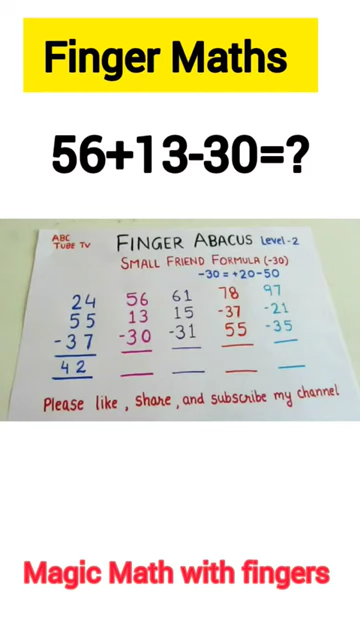 Finger Maths
56+13-30=?
ABC
TUBE TV
FINGER ABACUS Level-2
SMALL FRIEND FORMULA (-30)
-30 = +20-50
24 56 61 78 97
55 13 15 -37 -21
-37 -30 -31 55 -35
42
Please like, share, and subscribe my channel
Magic Math with fingers